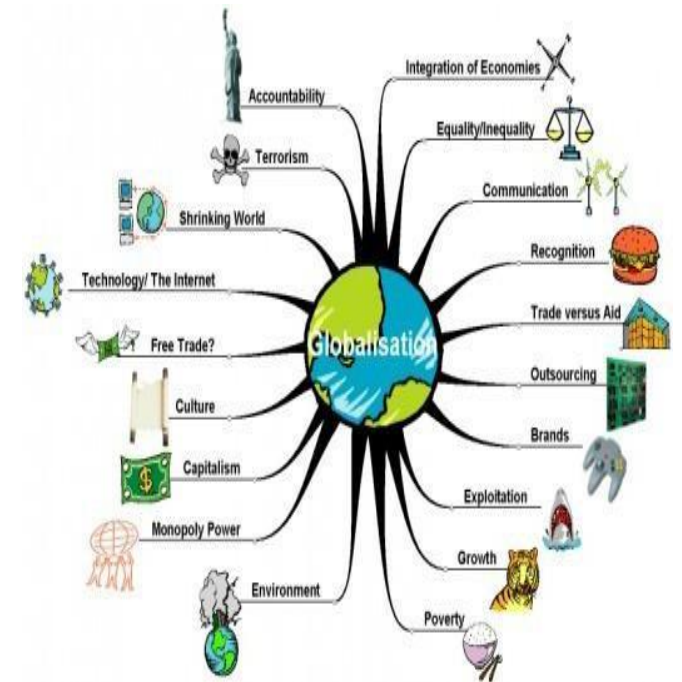 Globalisation
Integration of Economies
Equality/Inequality
Communication
Recognition
Trade versus Aid
Outsourcing
Brands
Exploitation
Growth
Poverty
Accountability
Terrorism
Shrinking World
Technology/ The Internet
Free Trade?
Culture
Capitalism
Monopoly Power
Environment